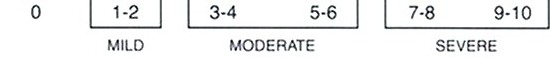 0 1-2 3-4 5-6 7-8 9-10
MILD MODERATE SEVERE